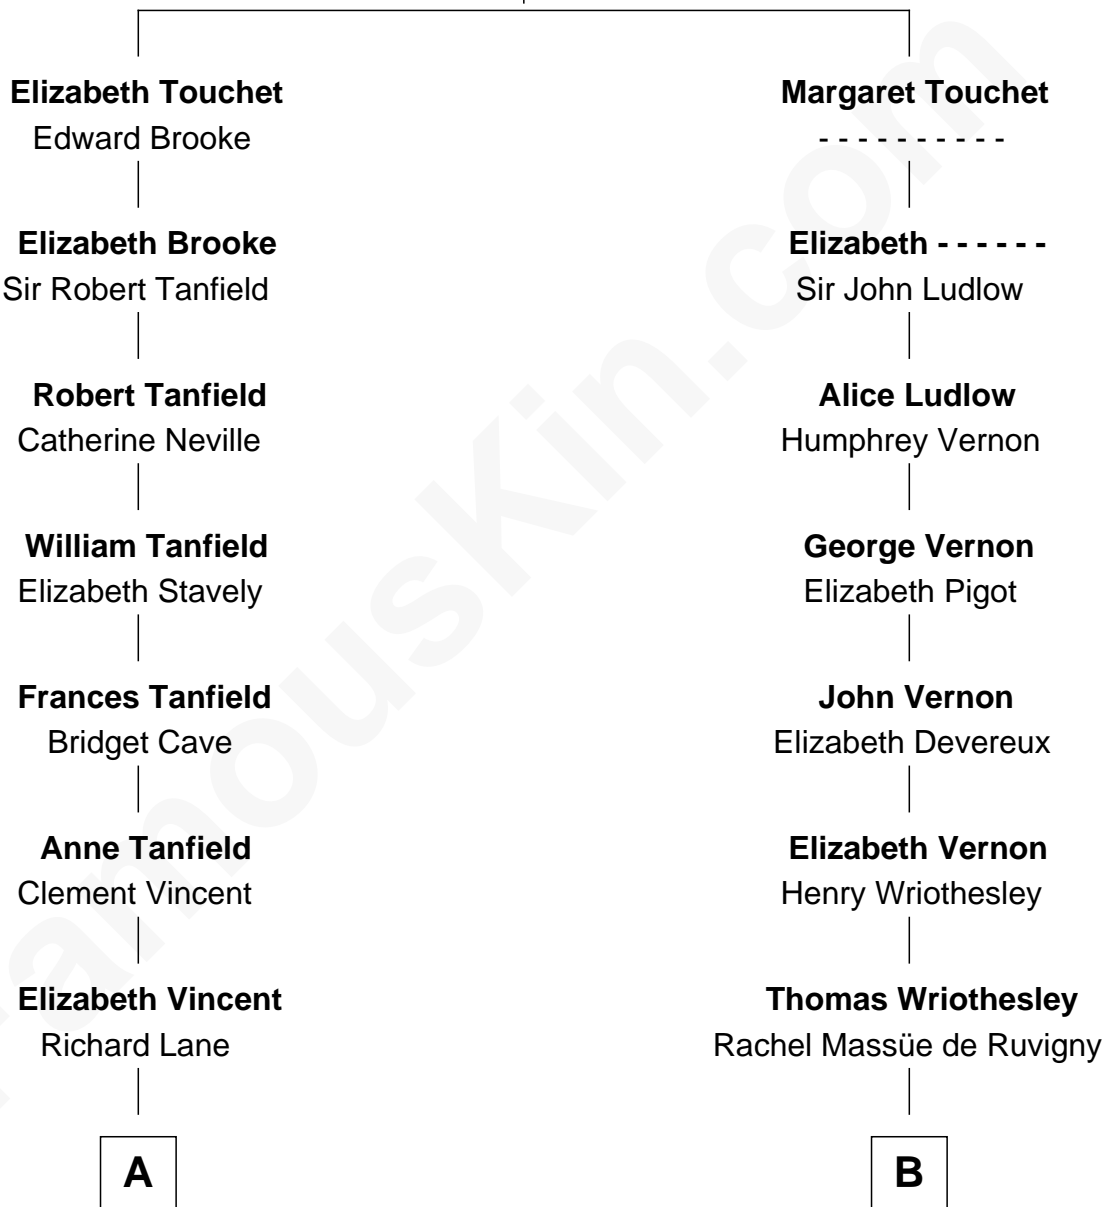 Elizabeth Touchet
Edward Brooke
Elizabeth Brooke
Sir Robert Tanfield
Robert Tanfield
Catherine Neville
William Tanfield
Elizabeth Stavely
Frances Tanfield
Bridget Cave
Anne Tanfield
Clement Vincent
Elizabeth Vincent
Richard Lane
A
Margaret Touchet
- - - - - - - - - -
Elizabeth - - - - - -
Sir John Ludlow
Alice Ludlow
Humphrey Vernon
George Vernon
Elizabeth Pigot
John Vernon
Elizabeth Devereux
Elizabeth Vernon
Henry Wriothesley
Thomas Wriothesley
Rachel Massüe de Ruvigny
B
FamousKin.com